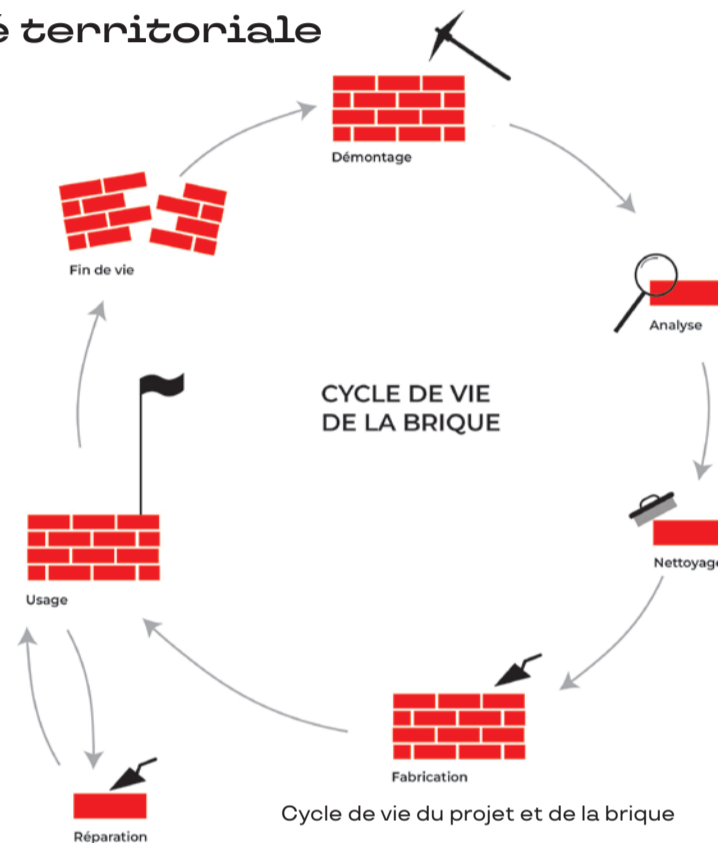 é territoriale
Démontage
Fin de vie
Analyse
CYCLE DE VIE
DE LA BRIQUE
Nettoyage
Usage
Fabrication
Cycle de vie du projet et de la brique
Réparation